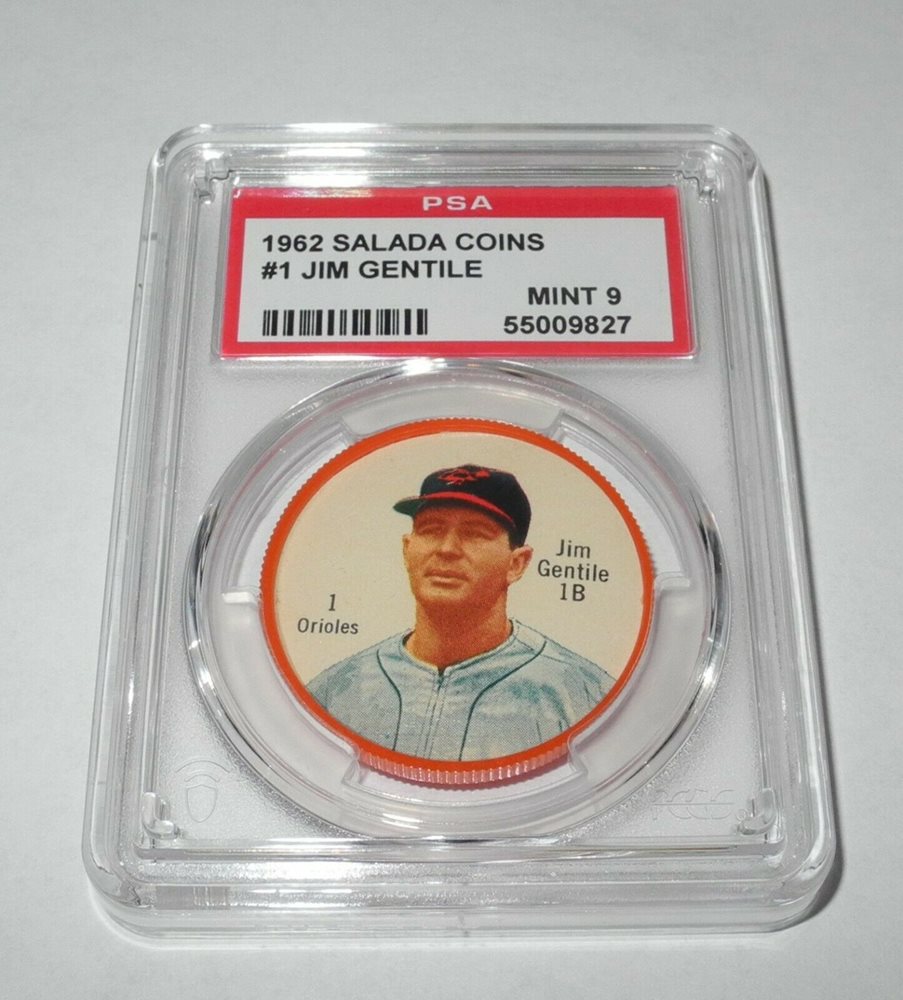 PSA
1962 SALADA COINS
#1 JIM GENTILE
MINT 9
55009827
Jim
Gentile
1B
1
Orioles